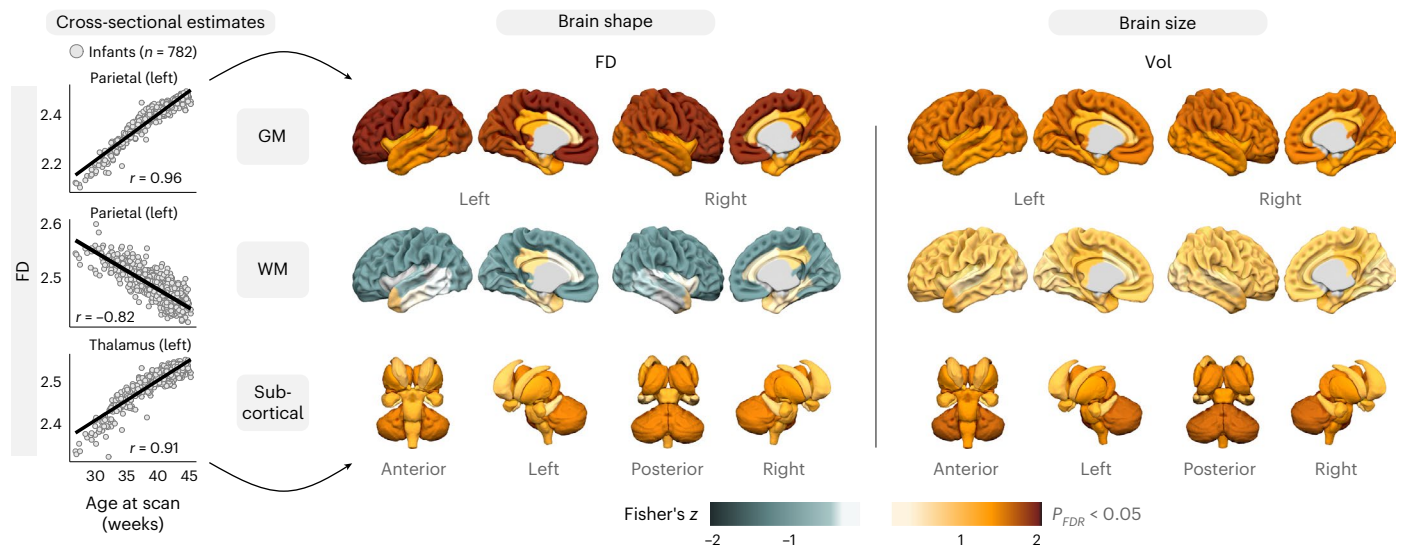 Cross-sectional estimates
Brain shape
Brain size
Infants (n = 782)
FD
Vol
Parietal (left)
FD
2.4
2.2
r = 0.96
GM
Left
Right
Left
Right
Parietal (left)
2.6
2.5
r = −0.82
WM
Thalamus (left)
2.5
2.4
r = 0.91
Sub-
cortical
30 35 40 45
Age at scan
(weeks)
Anterior
Left
Posterior
Right
Anterior
Left
Posterior
Right
Fisher's z
−2
−1
1
2
P_FDR < 0.05